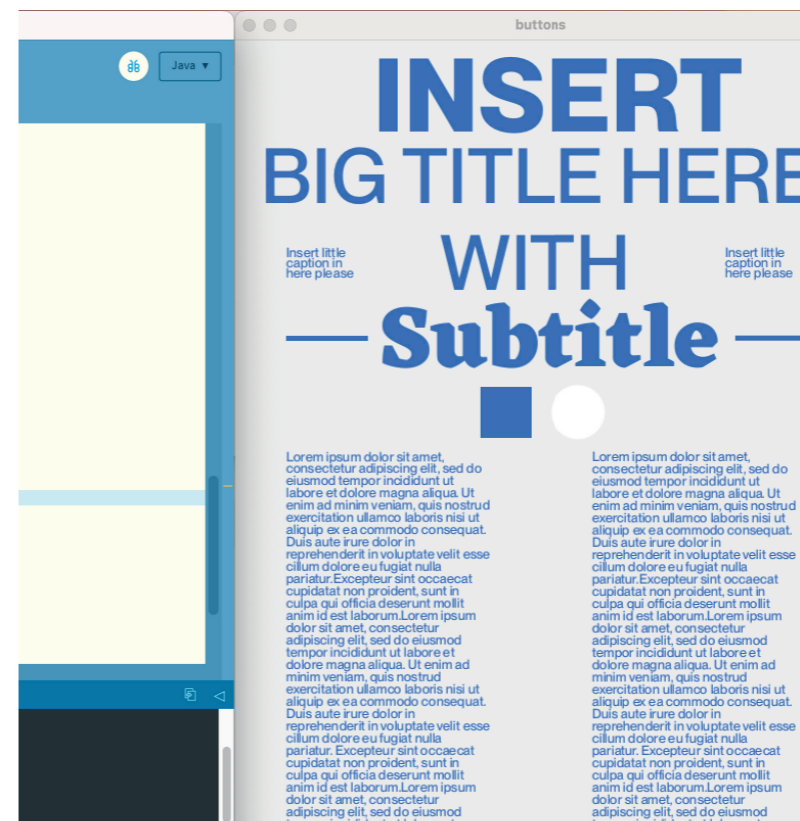 Java ▼
buttons
INSERT
BIG TITLE HERE
WITH
Insert little
caption in
here please
Insert little
caption in
here please
Subtitle
Lorem ipsum dolor sit amet,
consectetur adipiscing elit, sed do
eiusmod tempor incididunt ut
labore et dolore magna aliqua. Ut
enim ad minim veniam, quis nostrud
exercitation ullamco laboris nisi ut
aliquip ex ea commodo consequat.
Duis aute irure dolor in
reprehenderit in voluptate velit esse
cillum dolore eu fugiat nulla
pariatur.Excepteur sint occaecat
cupidatat non proident, sunt in
culpa qui officia deserunt mollit
anim id est laborum.Lorem ipsum
dolor sit amet, consectetur
adipiscing elit, sed do eiusmod
tempor incididunt ut labore et
dolore magna aliqua. Ut enim ad
minim veniam, quis nostrud
exercitation ullamco laboris nisi ut
aliquip ex ea commodo consequat.
Duis aute irure dolor in
reprehenderit in voluptate velit esse
cillum dolore eu fugiat nulla
pariatur. Excepteur sint occaecat
cupidatat non proident, sunt in
culpa qui officia deserunt mollit
anim id est laborum.Lorem ipsum
dolor sit amet, consectetur
adipiscing elit, sed do eiusmod
Lorem ipsum dolor sit amet,
consectetur adipiscing elit, sed do
eiusmod tempor incididunt ut
labore et dolore magna aliqua. Ut
enim ad minim veniam, quis nostrud
exercitation ullamco laboris nisi ut
aliquip ex ea commodo consequat.
Duis aute irure dolor in
reprehenderit in voluptate velit esse
cillum dolore eu fugiat nulla
pariatur.Excepteur sint occaecat
cupidatat non proident, sunt in
culpa qui officia deserunt mollit
anim id est laborum.Lorem ipsum
dolor sit amet, consectetur
adipiscing elit, sed do eiusmod
tempor incididunt ut labore et
dolore magna aliqua. Ut enim ad
minim veniam, quis nostrud
exercitation ullamco laboris nisi ut
aliquip ex ea commodo consequat.
Duis aute irure dolor in
reprehenderit in voluptate velit esse
cillum dolore eu fugiat nulla
pariatur. Excepteur sint occaecat
cupidatat non proident, sunt in
culpa qui officia deserunt mollit
anim id est laborum.Lorem ipsum
dolor sit amet, consectetur
adipiscing elit, sed do eiusmod